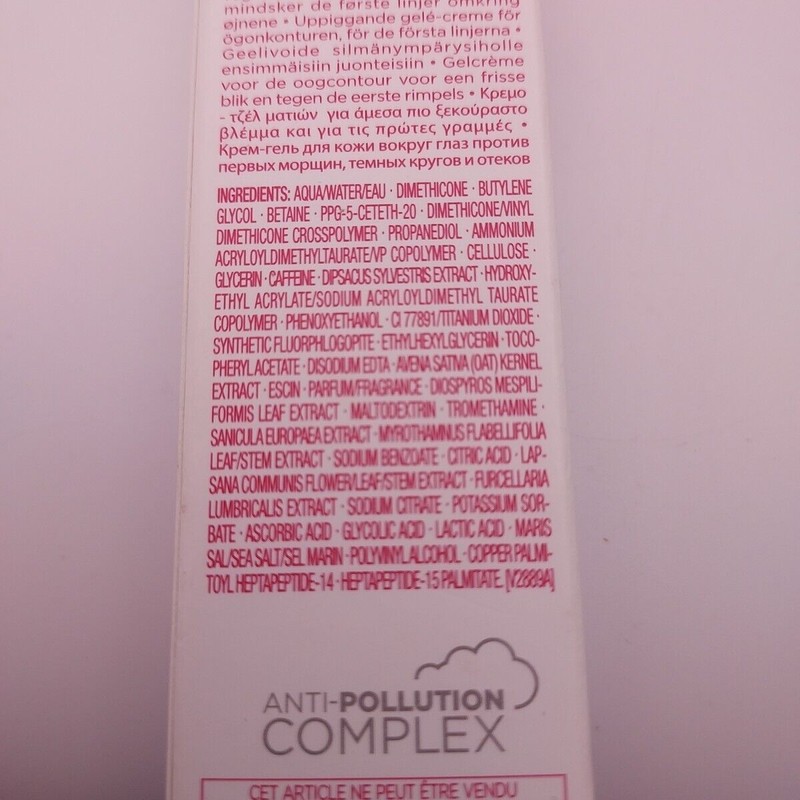 mindsker de første linjer omkring
øjnene • Uppiggande gelé-creme för
ögonkonturen, för de första linjerna •
Geelivoide silmänympärysiholle
ensimmäisiin juonteisiin • Gelcrème
voor de oogcontour voor een frisse
blik en tegen de eerste rimpels • Κρεμο
- τζέλ ματιών για άμεσα πιο ξεκούραστο
βλέμμα και για τις πρώτες γραμμές •
Крем-гель для кожи вокруг глаз против
первых морщин, темных кругов и отеков
INGREDIENTS: AQUA/WATER/EAU · DIMETHICONE · BUTYLENE
GLYCOL · BETAINE · PPG-5-CETETH-20 · DIMETHICONE/VINYL
DIMETHICONE CROSSPOLYMER · PROPANEDIOL · AMMONIUM
ACRYLOYLDIMETHYLTAURATE/VP COPOLYMER · CELLULOSE ·
GLYCERIN · CAFFEINE · DIPSACUS SYLVESTRIS EXTRACT · HYDROXY-
ETHYL ACRYLATE/SODIUM ACRYLOYLDIMETHYL TAURATE
COPOLYMER · PHENOXYETHANOL · CI 77891/TITANIUM DIOXIDE ·
SYNTHETIC FLUORPHLOGOPITE · ETHYLHEXYLGLYCERIN · TOCO-
PHERYL ACETATE · DISODIUM EDTA · AVENA SATIVA (OAT) KERNEL
EXTRACT · ESCIN · PARFUM/FRAGRANCE · DIOSPYROS MESPILI-
FORMIS LEAF EXTRACT · MALTODEXTRIN · TROMETHAMINE ·
SANICULA EUROPAEA EXTRACT · MYROTHAMNUS FLABELLIFOLIA
LEAF/STEM EXTRACT · SODIUM BENZOATE · CITRIC ACID · LAP-
SANA COMMUNIS FLOWER/LEAF/STEM EXTRACT · FURCELLARIA
LUMBRICALIS EXTRACT · SODIUM CITRATE · POTASSIUM SOR-
BATE · ASCORBIC ACID · GLYCOLIC ACID · LACTIC ACID · MARIS
SAL/SEA SALT/SEL MARIN · POLYVINYL ALCOHOL · COPPER PALMI-
TOYL HEPTAPEPTIDE-14 · HEPTAPEPTIDE-15 PALMITATE. [V2889A]
ANTI-POLLUTION
COMPLEX
CET ARTICLE NE PEUT ÊTRE VENDU